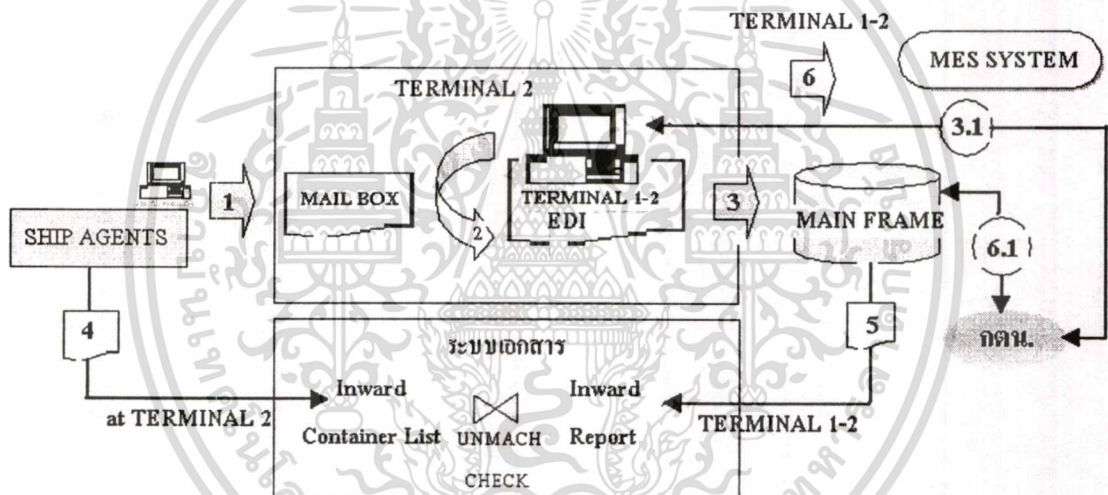 TERMINAL 1-2
6
MES SYSTEM
TERMINAL 2
3.1
1
MAIL BOX
2
TERMINAL 1-2
EDI
3
MAIN FRAME
SHIP AGENTS
6.1
4
5
กตน.
ระบบเอกสาร
Inward
Inward
at TERMINAL 2
TERMINAL 1-2
Container List
UNMACH
Report
CHECK